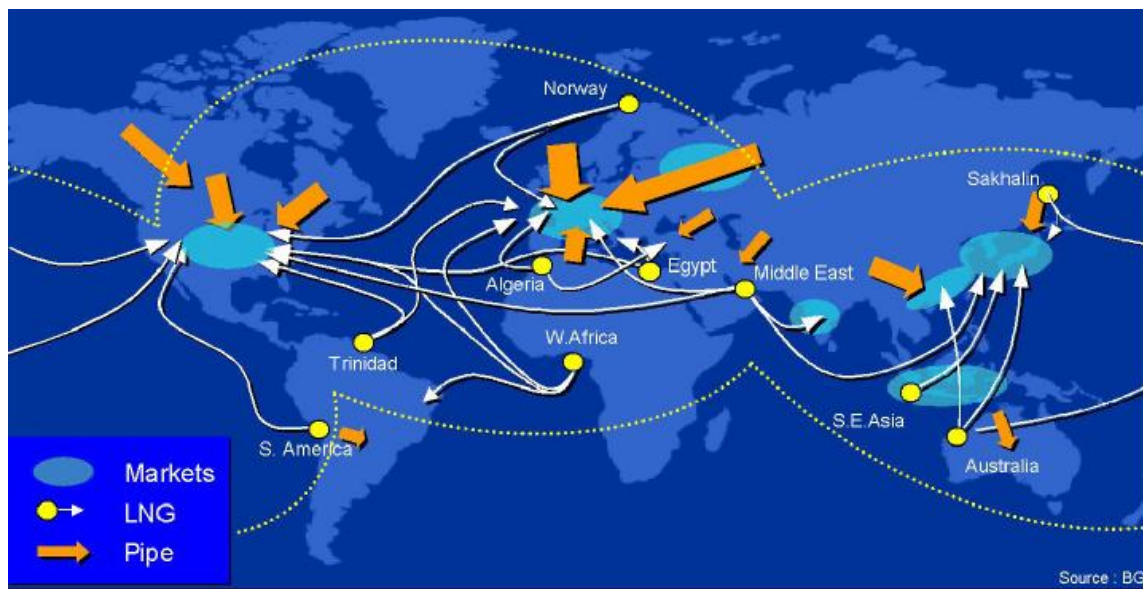 Norway
Sakhalin
Algeria
Egypt
Middle East
Trinidad
W.Africa
S.E.Asia
S. America
Australia
Markets
LNG
Pipe
Source : BG